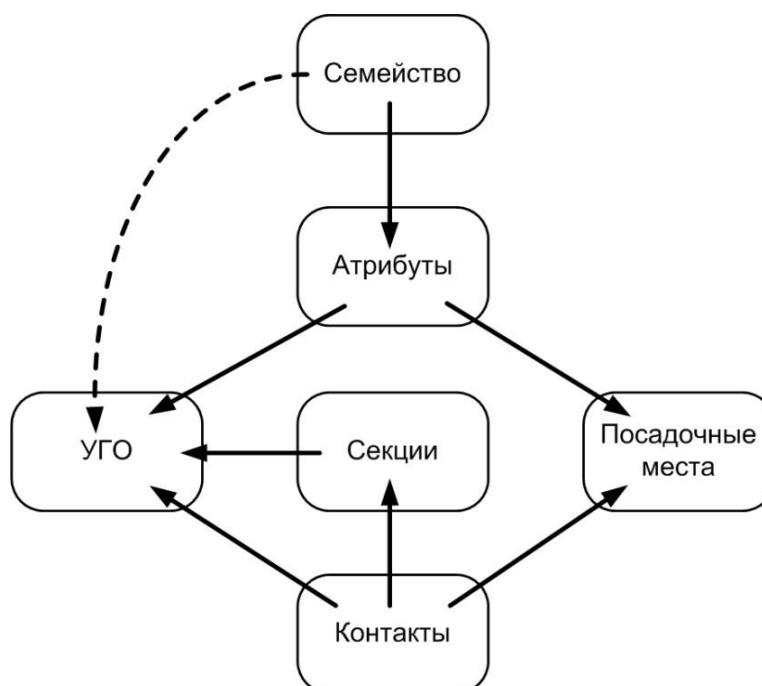 Семейство
Атрибуты
УГО
Секции
Посадочные
места
Контакты